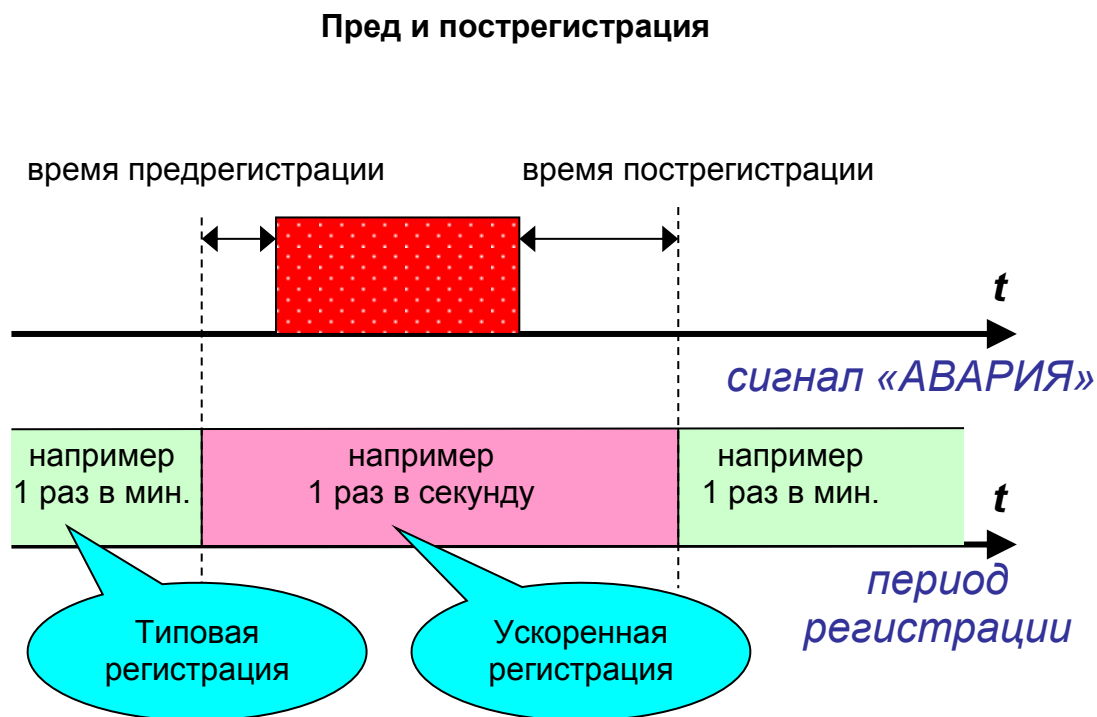 Пред и пострегистрация
время предрегистрации
время пострегистрации
t
сигнал «АВАРИЯ»
например
1 раз в мин.
например
1 раз в секунду
например
1 раз в мин.
t
период
регистрации
Типовая
регистрация
Ускоренная
регистрация